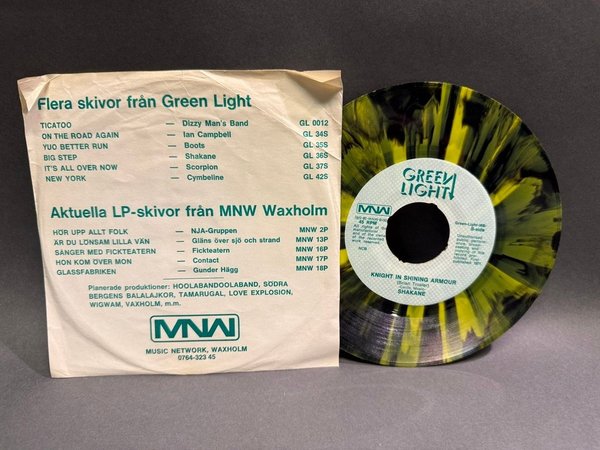 Flera skivor från Green Light
TICATOO — Dizzy Man's Band GL 0012
ON THE ROAD AGAIN — Ian Campbell GL 34S
YUO BETTER RUN — Boots GL 35S
BIG STEP — Shakane GL 36S
IT'S ALL OVER NOW — Scorpion GL 37S
NEW YORK — Cymbeline GL 42S
Aktuella LP-skivor från MNW Waxholm
HÖR UPP ALLT FOLK — NJA-Gruppen MNW 2P
ÄR DU LÖNSAM LILLA VÄN — Gläns över sjö och strand MNW 13P
SÅNGER MED FICKTEATERN — Fickteatern MNW 16P
HON KOM ÖVER MON — Contact MNW 17P
GLASSFABRIKEN — Gunder Hägg MNW 18P
Planerade produktioner: HOOLABANDOOLABAND, SÖDRA
BERGENS BALALAJKOR, TAMARUGAL, LOVE EXPLOSION,
WIGWAM, VAXHOLM, m.m.
MNW
MUSIC NETWORK, WAXHOLM
0764-323 45
GREEN
LIGHT
MNW
45 RPM
B-side
KNIGHT IN SHINING ARMOUR
SHAKANE